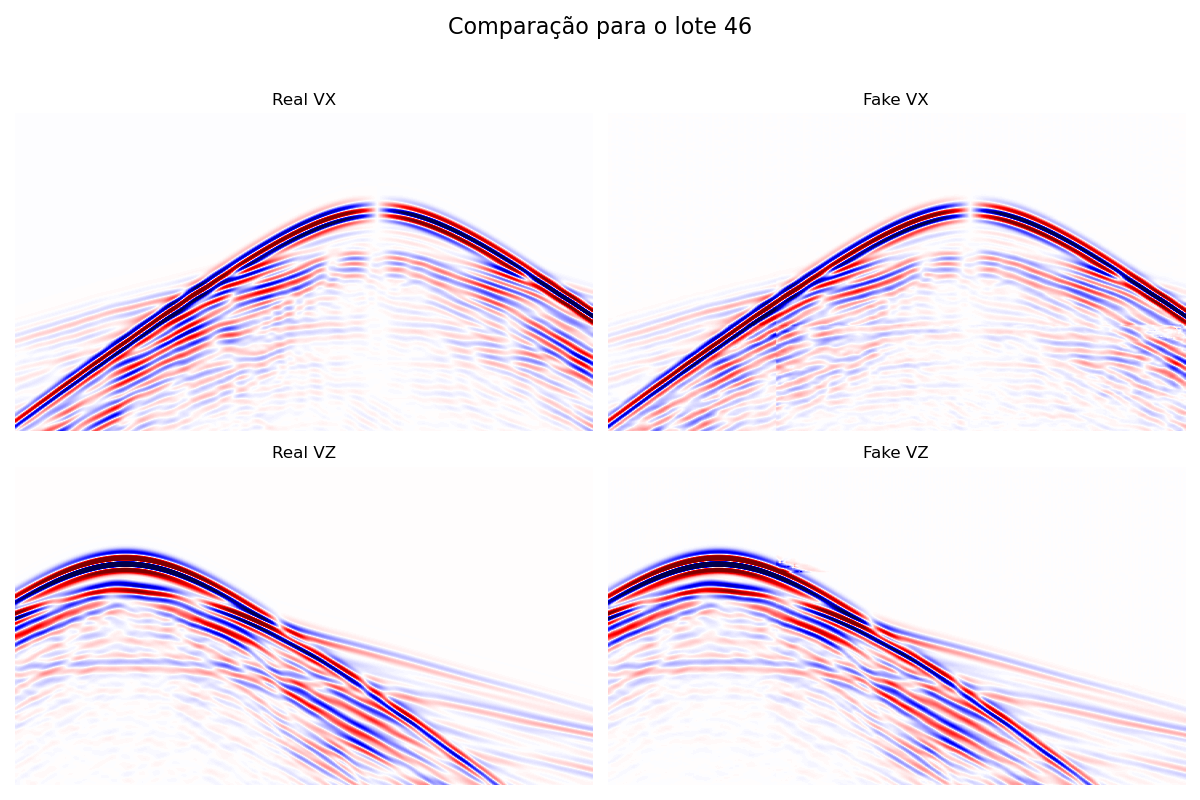 Comparação para o lote 46
Real VX
Fake VX
Real VZ
Fake VZ